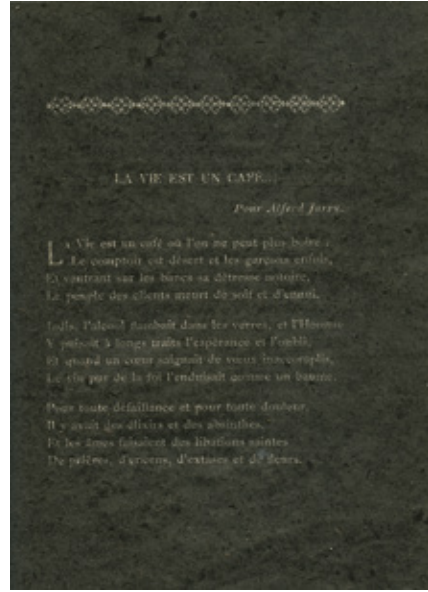 LA VIE EST UN CAFÉ...
Pour Alfred Jarry.
La Vie est un café où l'on ne peut plus boire :
Le comptoir est désert et les garçons enfuis,
Et vautrant sur les bancs sa détresse notoire,
Le peuple des clients meurt de soif et d'ennui.
Jadis, l'alcool flambait dans les verres, et l'Homme
Y puisait à longs traits l'espérance et l'oubli,
Et quand un cœur saignait de vœux inaccomplis,
Le vin pur de la foi l'enduisait comme un baume.
Pour toute défaillance et pour toute douleur,
Il y avait des élixirs et des absinthes,
Et les âmes faisaient des libations saintes
De prières, d'encens, d'extases et de fleurs.